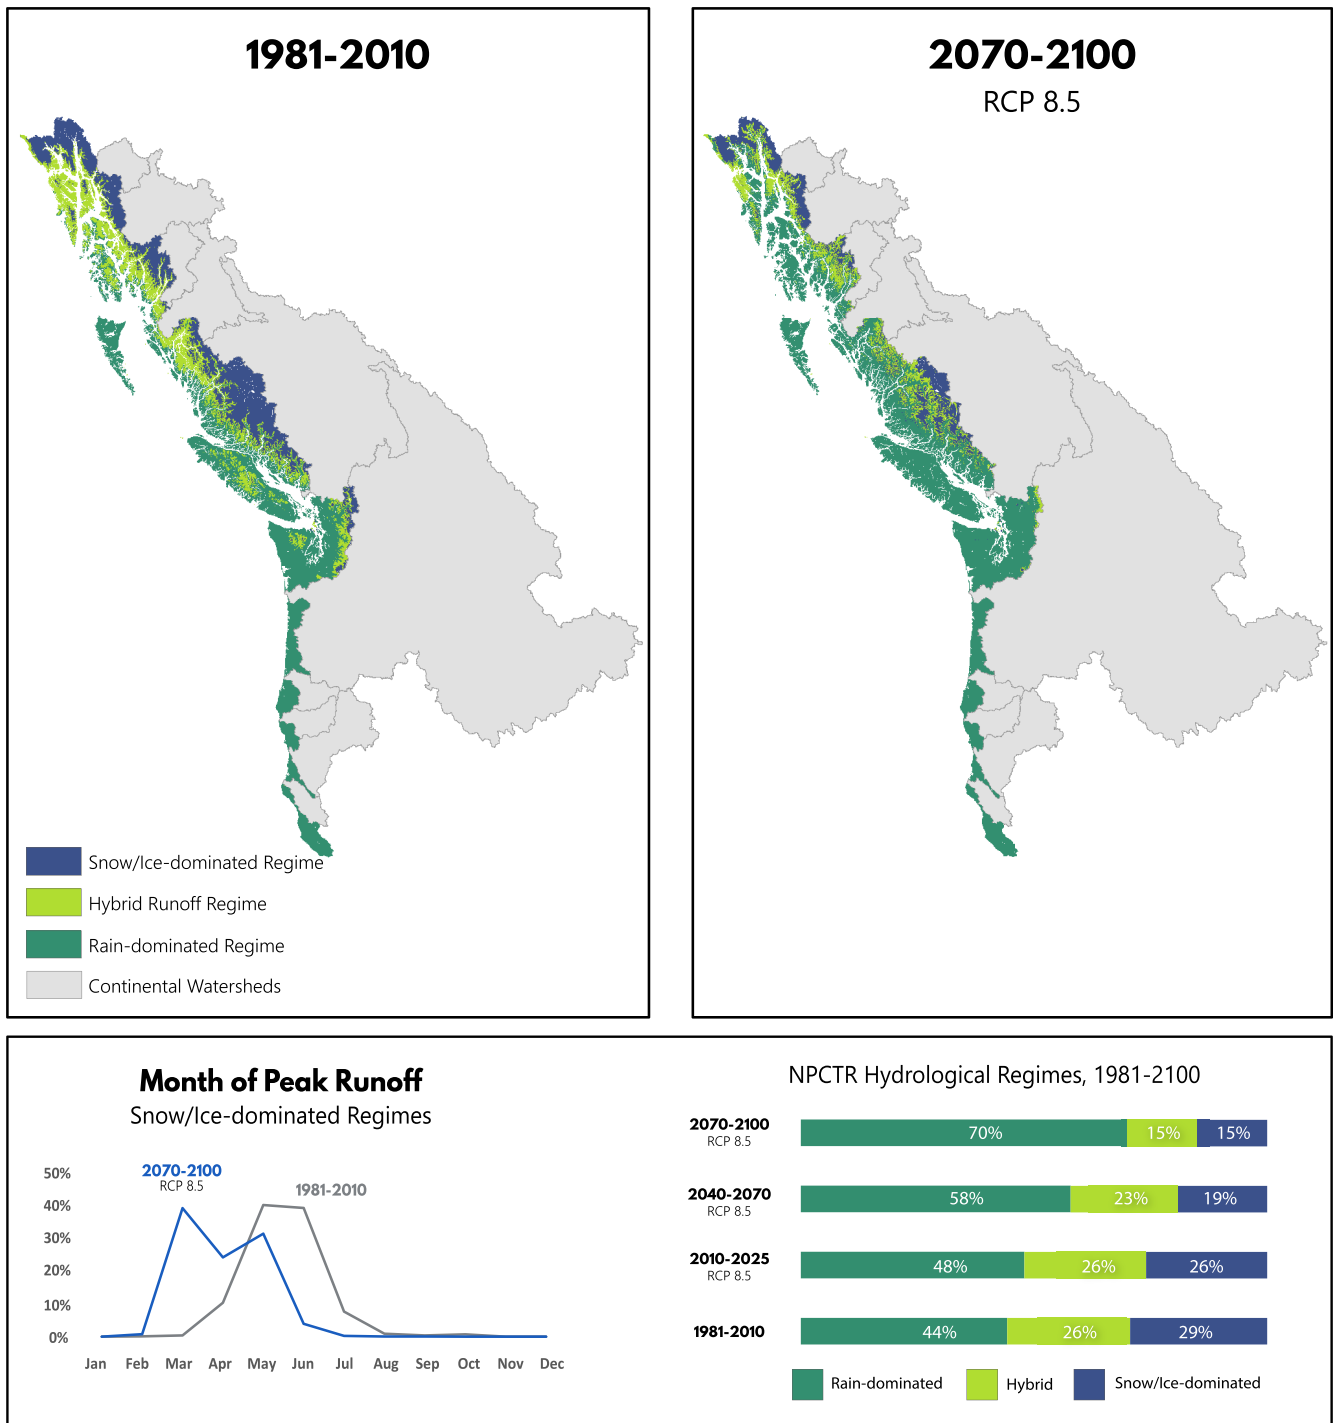 1981-2010
2070-2100
RCP 8.5
Snow/Ice-dominated Regime
Hybrid Runoff Regime
Rain-dominated Regime
Continental Watersheds
Month of Peak Runoff
Snow/Ice-dominated Regimes
50%
40%
30%
20%
10%
0%
2070-2100
RCP 8.5
1981-2010
Jan Feb Mar Apr May Jun Jul Aug Sep Oct Nov Dec
NPCTR Hydrological Regimes, 1981-2100
2070-2100
RCP 8.5
70% 15% 15%
2040-2070
RCP 8.5
58% 23% 19%
2010-2025
RCP 8.5
48% 26% 26%
1981-2010
44% 26% 29%
Rain-dominated Hybrid Snow/Ice-dominated